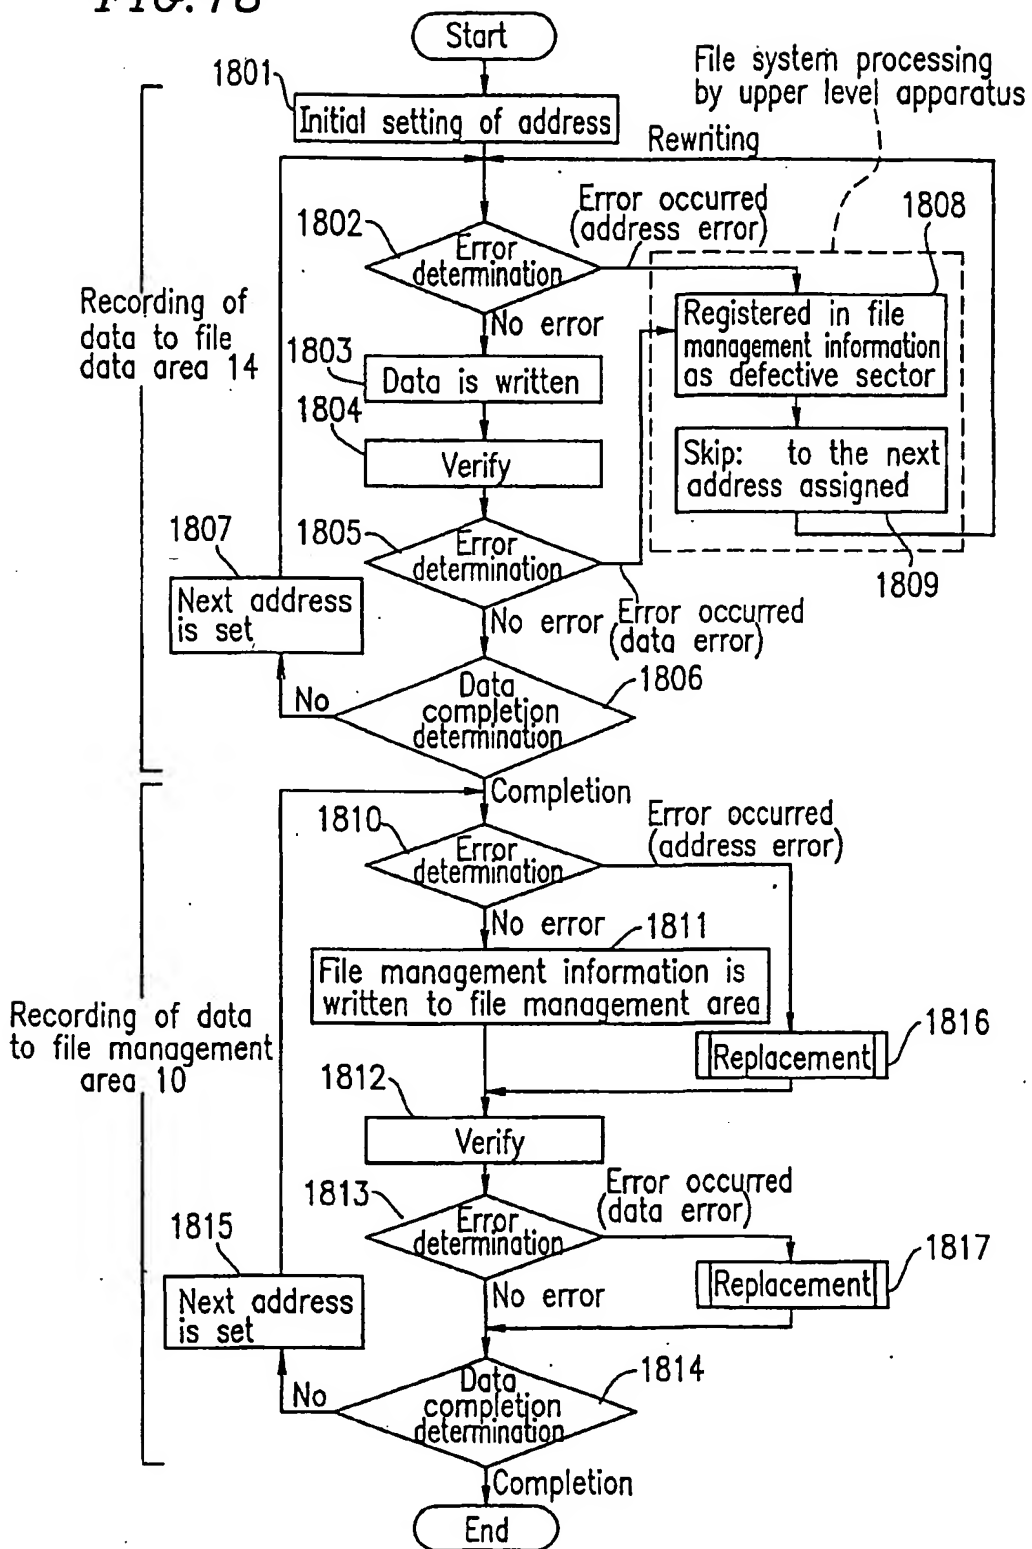 FIG. 18
Start
File system processing
by upper level apparatus
1801
Initial setting of address
Rewriting
Error occurred
(address error)
1808
1802
Error
determination
Recording of
data to file
data area 14
No error
Registered in file
management information
as defective sector
1803
Data is written
1804
Verify
Skip: to the next
address assigned
1807
1805
Error
determination
1809
Next address
is set
No error
Error occurred
(data error)
1806
Data
completion
determination
No
Completion
1810
Error occurred
(address error)
Error
determination
No error
1811
File management information is
written to file management area
Recording of data
to file management
area 10
1816
Replacement
1812
Verify
1813
Error occurred
(data error)
Error
determination
1815
1817
Replacement
Next address
is set
No error
1814
Data
completion
determination
No
Completion
End